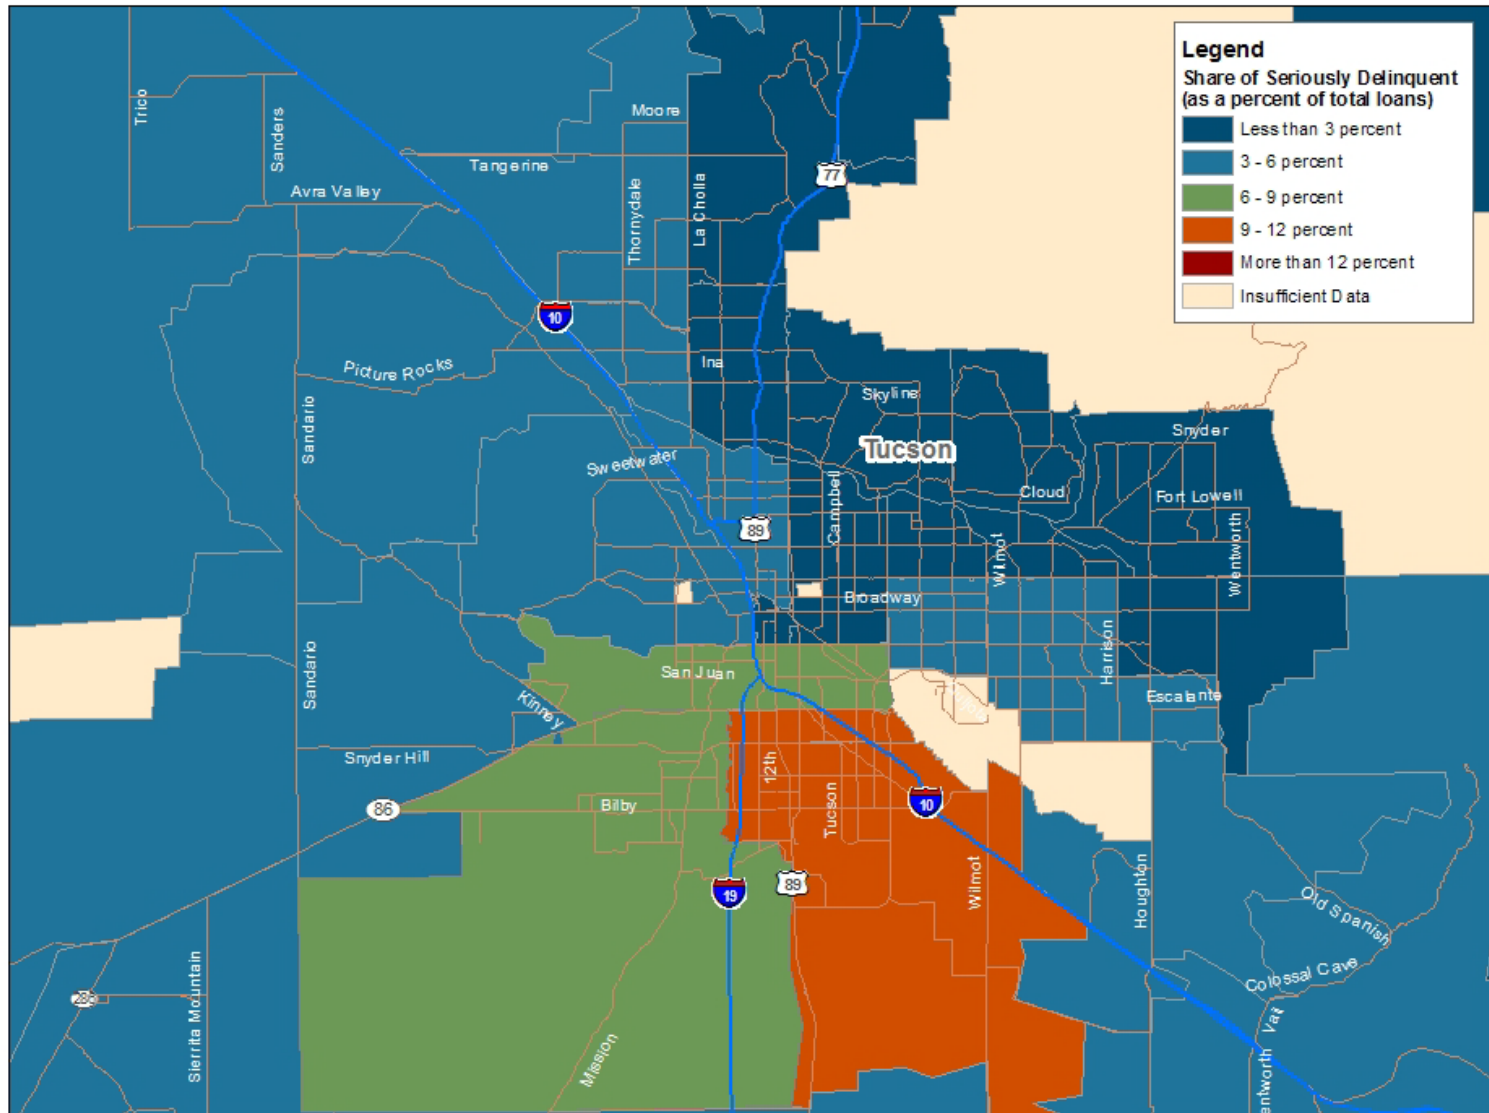 Legend
Share of Seriously Delinquent
(as a percent of total loans)
Less than 3 percent
3 - 6 percent
6 - 9 percent
9 - 12 percent
More than 12 percent
Insufficient Data
Trico
Sanders
Moore
Tangerine
Avra Valley
Thornydale
La Cholla
77
10
Picture Rocks
Ina
Skyline
Sandario
Snyder
Tucson
Sweetwater
Cloud
Fort Lowell
Campbell
89
Wilmot
Wentworth
Broadway
Sandario
San Juan
Harrison
Kinney
Escalante
Snyder Hill
12th
86
Bilby
Tucson
10
Wilmot
Houghton
19
89
Old Spanish
Colossal Cave
286
Sierrita Mountain
Mission
Vail
entworth